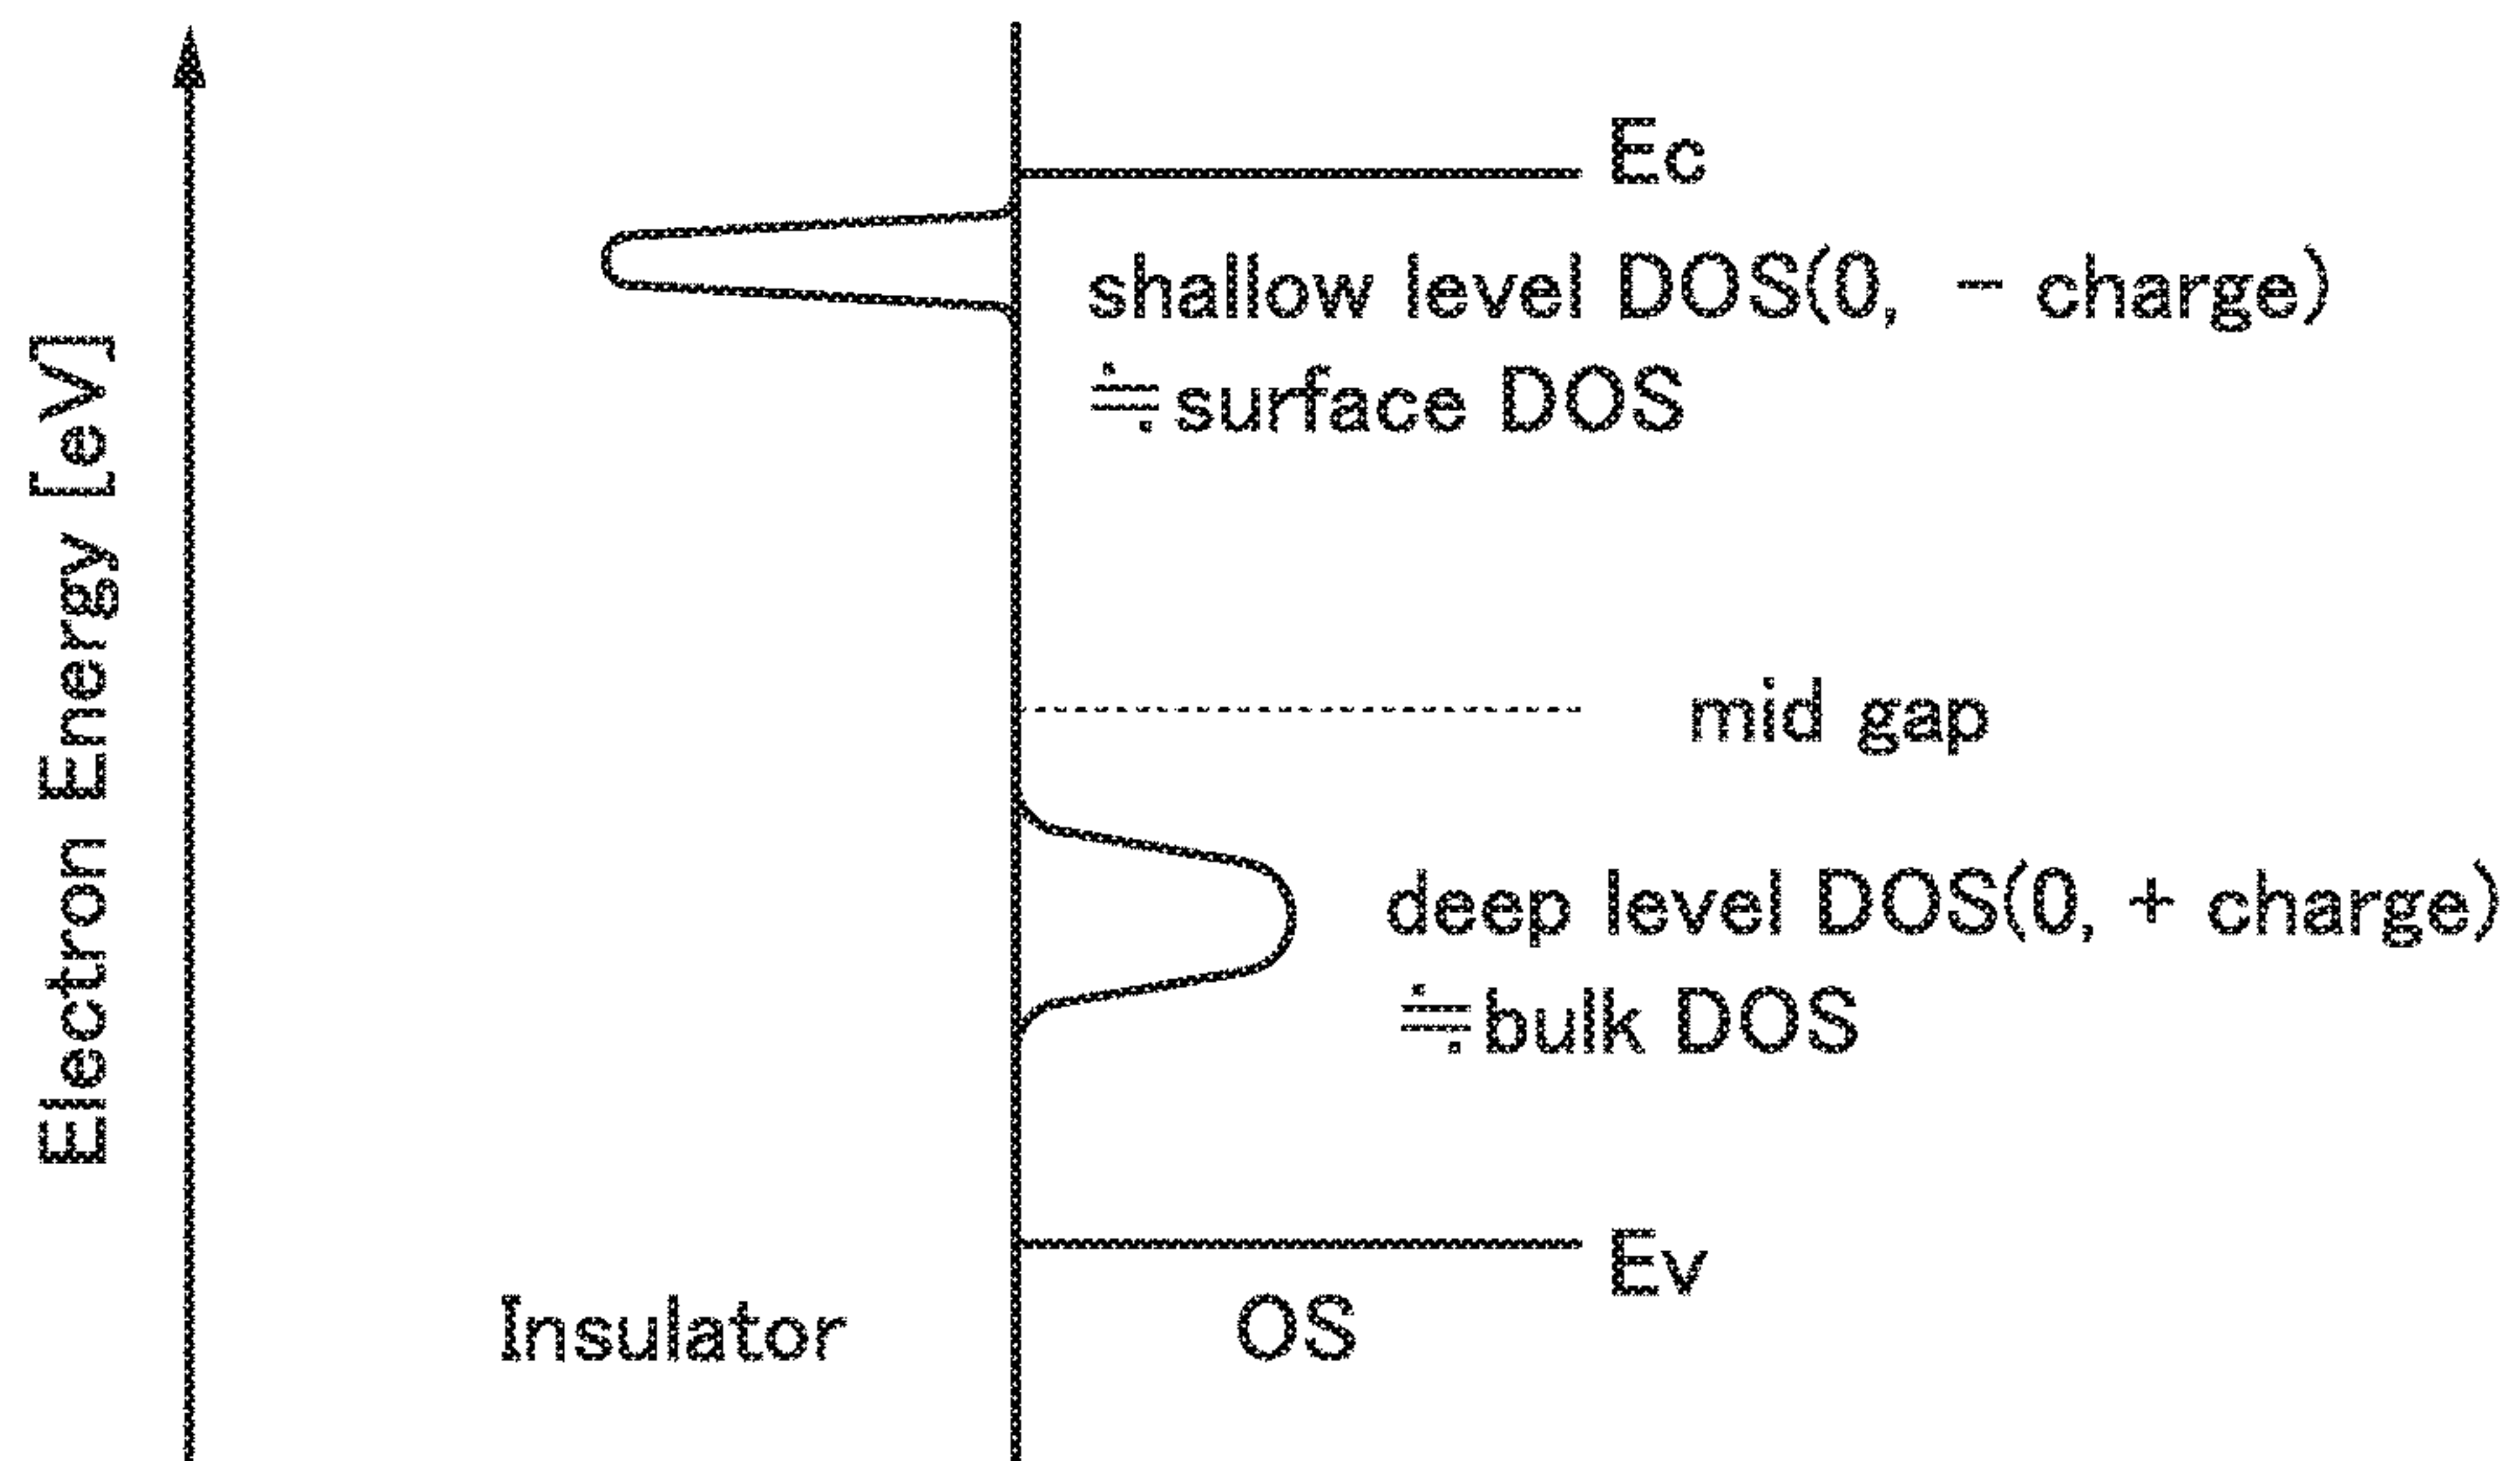 Electron Energy [eV]
Ec
shallow level DOS(0, − charge)
≒surface DOS
mid gap
deep level DOS(0, + charge)
≒bulk DOS
Ev
Insulator
OS